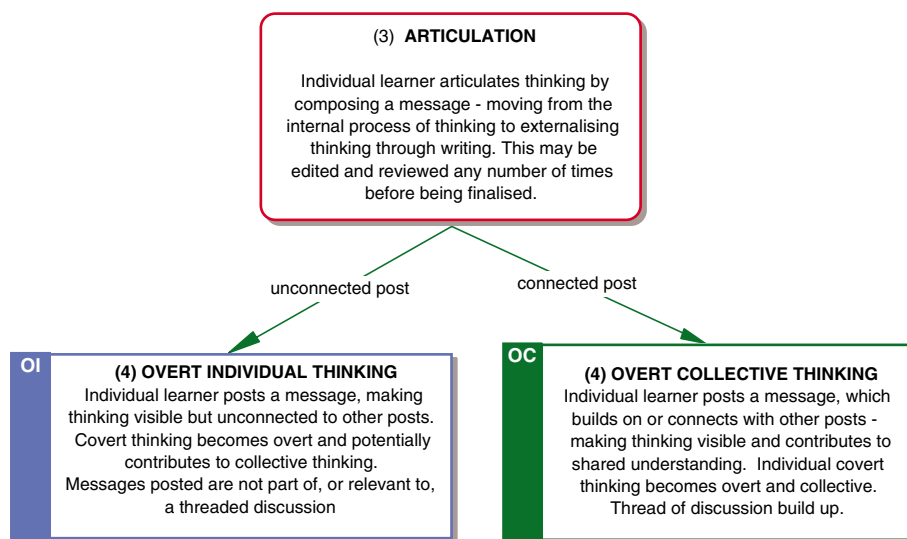 (3) ARTICULATION
Individual learner articulates thinking by
composing a message - moving from the
internal process of thinking to externalising
thinking through writing. This may be
edited and reviewed any number of times
before being finalised.
unconnected post
connected post
OI
(4) OVERT INDIVIDUAL THINKING
Individual learner posts a message, making
thinking visible but unconnected to other posts.
Covert thinking becomes overt and potentially
contributes to collective thinking.
Messages posted are not part of, or relevant to,
a threaded discussion
OC
(4) OVERT COLLECTIVE THINKING
Individual learner posts a message, which
builds on or connects with other posts -
making thinking visible and contributes to
shared understanding. Individual covert
thinking becomes overt and collective.
Thread of discussion build up.